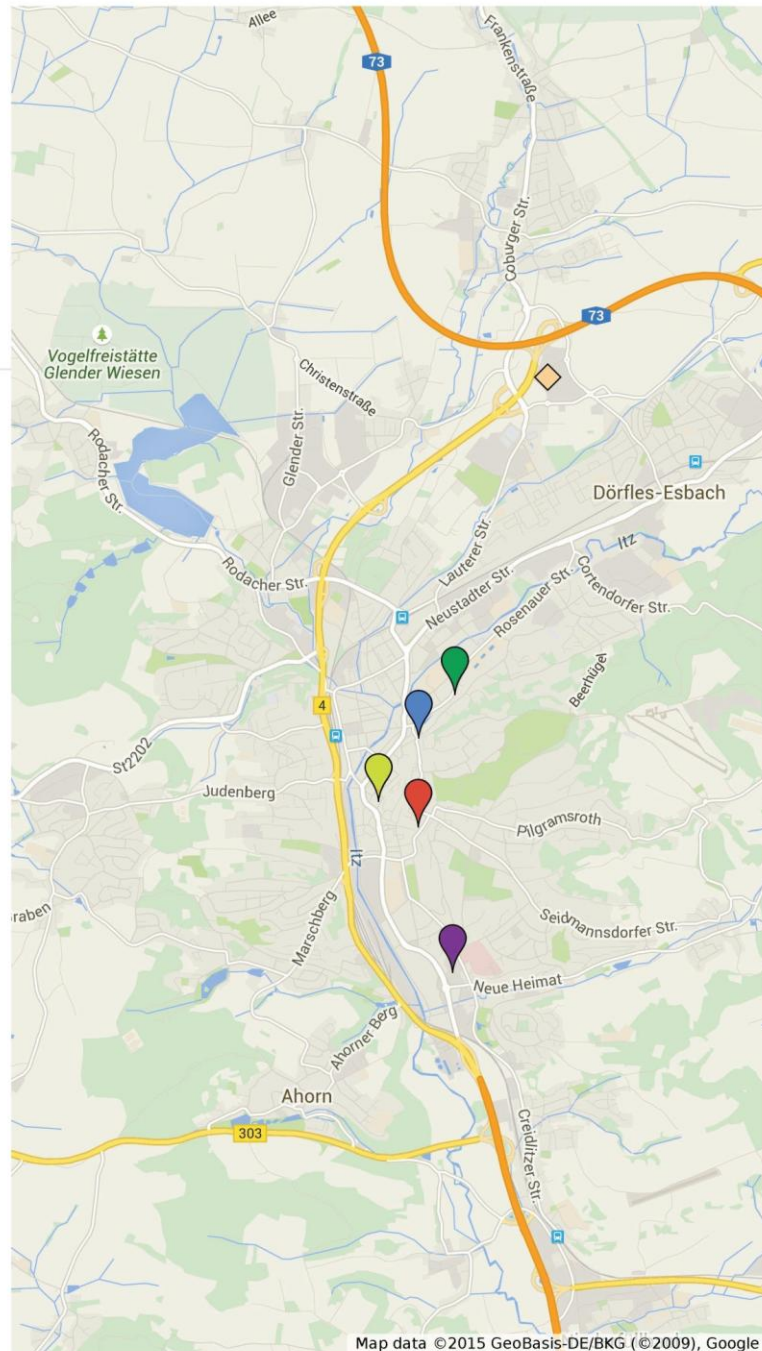 Allee
Frankenstraße
73
Coburger Str.
73
Vogelfreistätte
Glender Wiesen
Christenstraße
Rodacher Str.
Glender Str.
Dörfles-Esbach
Itz
Lauterer Str.
Rodacher Str.
Neustadter Str.
Rosenauer Str.
Cortendorfer Str.
Beerhügel
4
St2202
Judenberg
Pilgramsroth
Itz
Marschberg
Seidmannsdorfer Str.
Neue Heimat
Ahorner Berg
Ahorn
303
Creidlitzer Str.
Map data ©2015 GeoBasis-DE/BKG (©2009), Google